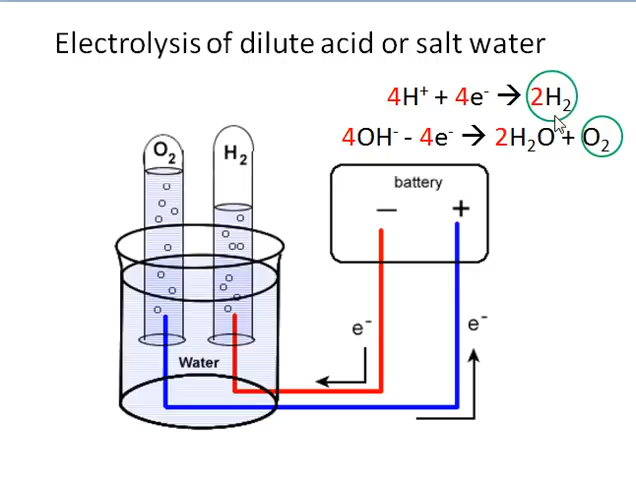 Electrolysis of dilute acid or salt water
4H⁺ + 4e⁻ → 2H₂
4OH⁻ - 4e⁻ → 2H₂O + O₂
O₂
H₂
battery
− +
e⁻
e⁻
Water